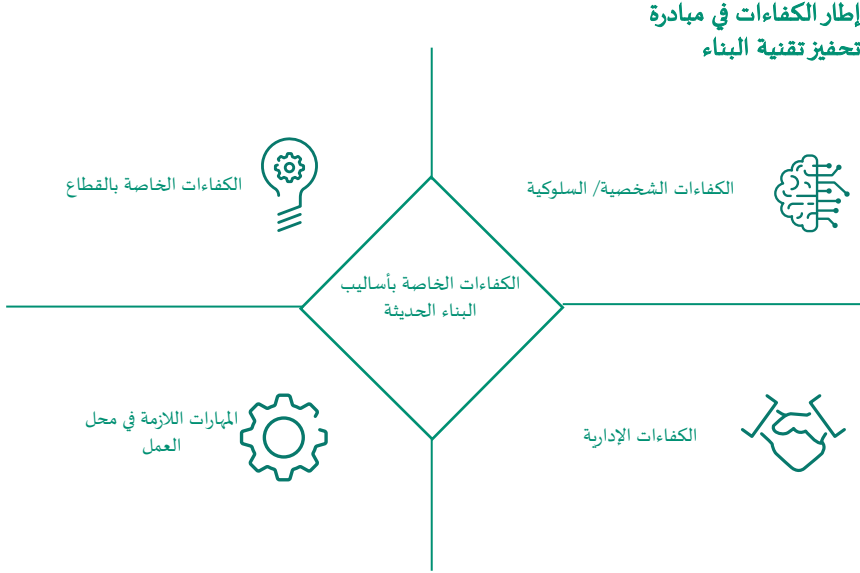 إطار الكفاءات في مبادرة
تحفيز تقنية البناء
الكفاءات الشخصية/ السلوكية
الكفاءات الخاصة بالقطاع
الكفاءات الخاصة بأساليب
البناء الحديثة
الكفاءات الإدارية
المهارات اللازمة في محل
العمل